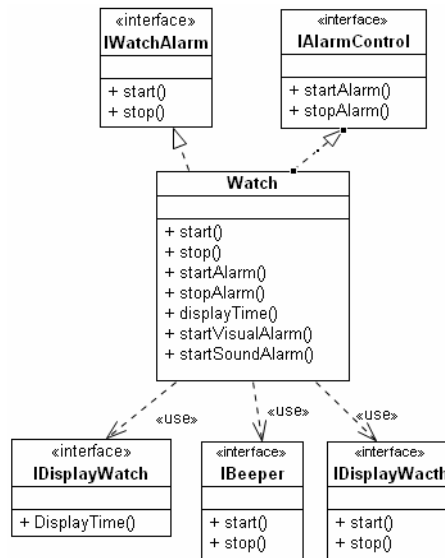 «interface»
IWatchAlarm
+ start()
+ stop()
«interface»
IAlarmControl
+ startAlarm()
+ stopAlarm()
Watch
+ start()
+ stop()
+ startAlarm()
+ stopAlarm()
+ displayTime()
+ startVisualAlarm()
+ startSoundAlarm()
«use»
«use»
«use»
«interface»
IDisplayWatch
+ DisplayTime()
«interface»
IBeeper
+ start()
+ stop()
«interface»
IDisplayWacth
+ start()
+ stop()